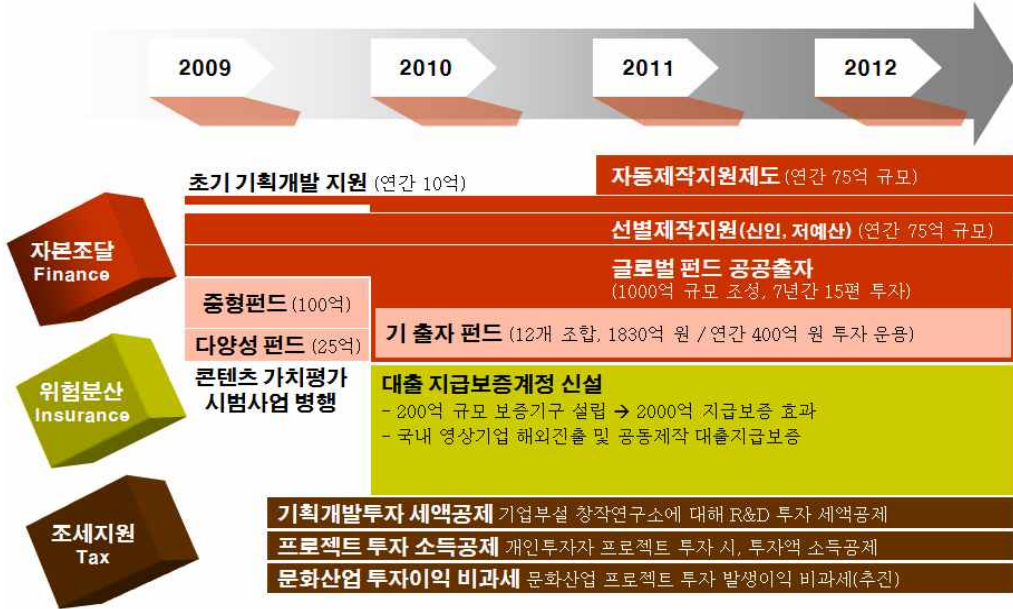 2009 2010 2011 2012
초기 기획개발 지원 (연간 10억)
자동제작지원제도 (연간 75억 규모)
선별제작지원(신인, 저예산) (연간 75억 규모)
자본조달
Finance
글로벌 펀드 공공출자
(1000억 규모 조성, 7년간 15편 투자)
중형펀드 (100억)
기 출자 펀드 (12개 조합, 1830억 원 / 연간 400억 원 투자 운용)
다양성 펀드 (25억)
위험분산
Insurance
콘텐츠 가치평가
시범사업 병행
대출 지급보증계정 신설
- 200억 규모 보증기구 설립 → 2000억 지급보증 효과
- 국내 영상기업 해외진출 및 공동제작 대출지급보증
조세지원
Tax
기획개발투자 세액공제 기업부설 창작연구소에 대해 R&D 투자 세액공제
프로젝트 투자 소득공제 개인투자자 프로젝트 투자 시, 투자액 소득공제
문화산업 투자이익 비과세 문화산업 프로젝트 투자 발생이익 비과세(추진)